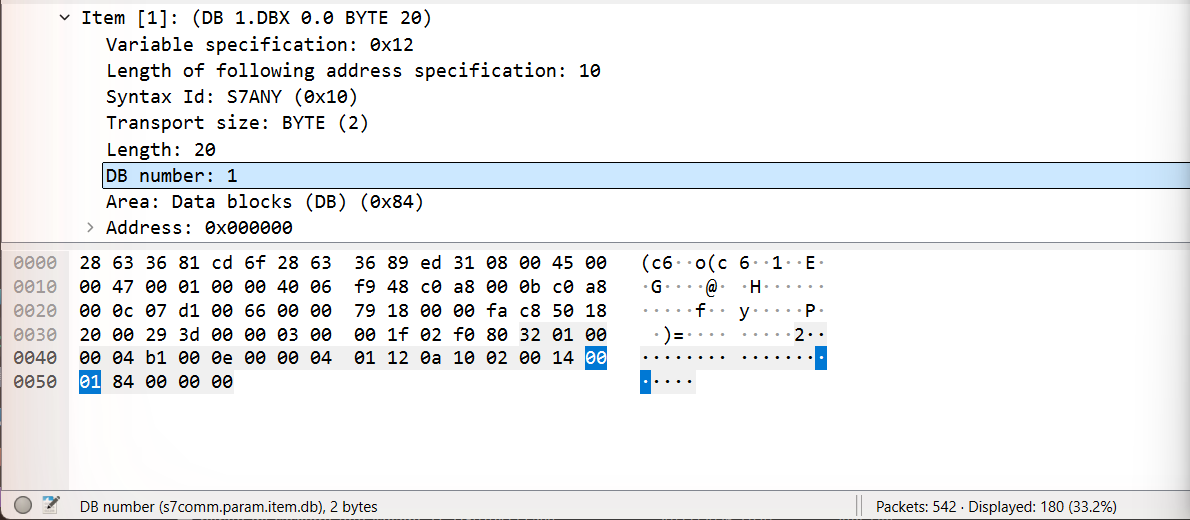 Item [1]: (DB 1.DBX 0.0 BYTE 20)
Variable specification: 0x12
Length of following address specification: 10
Syntax Id: S7ANY (0x10)
Transport size: BYTE (2)
Length: 20
DB number: 1
Area: Data blocks (DB) (0x84)
Address: 0x000000
0000 28 63 36 81 cd 6f 28 63 36 89 ed 31 08 00 45 00 (c6··o(c 6··1··E·
0010 00 47 00 01 00 00 40 06 f9 48 c0 a8 00 0b c0 a8 ·G····@· ·H······
0020 00 0c 07 d1 00 66 00 00 79 18 00 00 fa c8 50 18 ·····f·· y·····P·
0030 20 00 29 3d 00 00 03 00 00 1f 02 f0 80 32 01 00 ·)=···· ·····2··
0040 00 04 b1 00 0e 00 00 04 01 12 0a 10 02 00 14 00 ········ ········
0050 01 84 00 00 00 ·····
DB number (s7comm.param.item.db), 2 bytes
Packets: 542 · Displayed: 180 (33.2%)